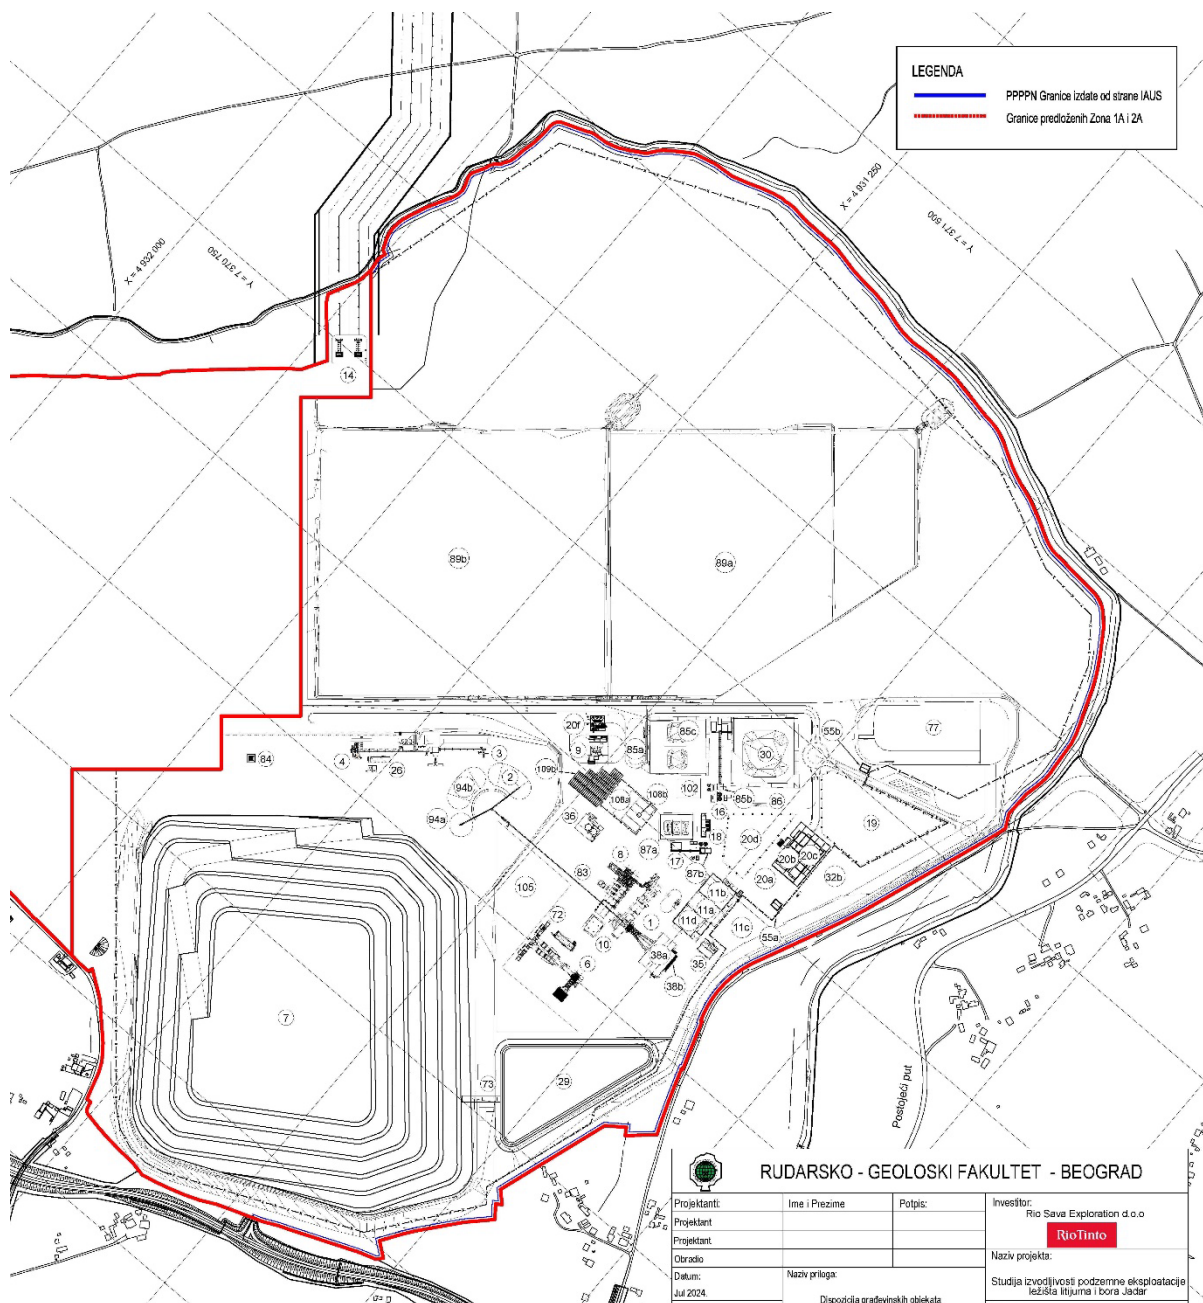 LEGENDA
PPPPN Granice izdate od strane IAUS
Granice predloženih Zona 1A i 2A
X = 4 931 250
Y = 7 371 500
X = 4 932 000
Y = 7 370 750
14
89b
89a
77
20f
85c
55b
9
85a
30
84
4
26
3
2
109b
94b
108a
108b
102
85b
86
16
94a
36
18
20d
19
8
87a
17
20b
20c
83
87b
20a
32b
105
11b
11a
72
1
11d
11c
10
55a
38a
35
6
38b
7
73
29
Postojeći put
RUDARSKO - GEOLOSKI FAKULTET - BEOGRAD
Projektanti:
Ime i Prezime
Potpis:
Investitor:
Rio Sava Exploration d.o.o
Projektant
Projektant
RioTinto
Obradio
Naziv projekta:
Datum:
Naziv priloga:
Studija izvodljivosti podzemne eksploatacije
ležišta litijuma i bora Jadar
Jul 2024.
Dispozicija građevinskih objekata